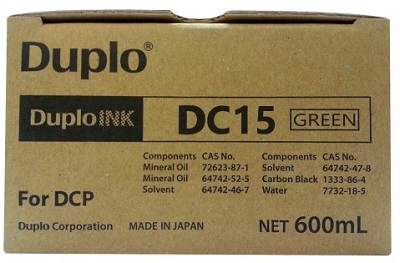 Duplo®
Duplo INK DC15 GREEN
Components CAS No. Components CAS No.
Mineral Oil 72623-87-1 Solvent 64742-47-8
Mineral Oil 64742-52-5 Carbon Black 1333-86-4
Solvent 64742-46-7 Water 7732-18-5
For DCP
Duplo Corporation MADE IN JAPAN NET 600mL